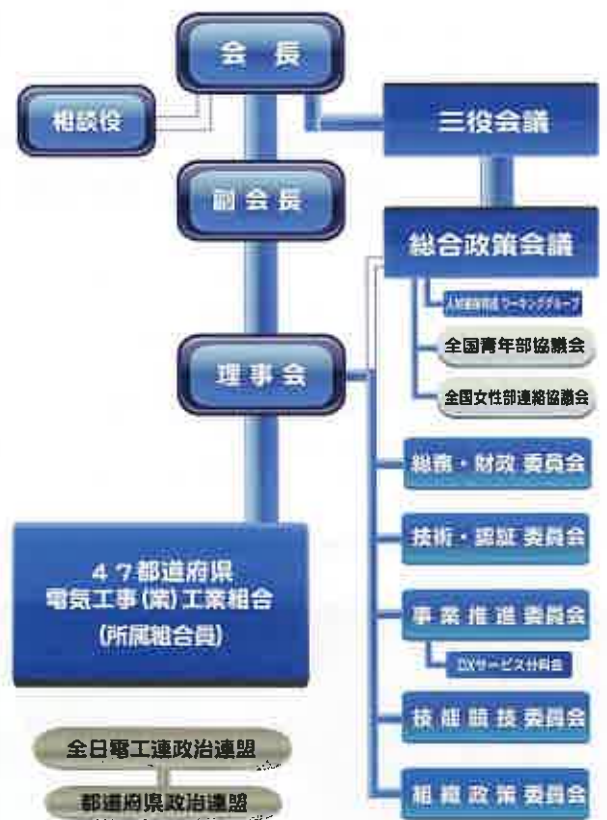 会長
相談役
三役会議
副会長
総合政策会議
人材確保育成 ワーキンググループ
全国青年部協議会
全国女性部連絡協議会
理事会
総務・財政 委員会
技術・認証 委員会
事業推進委員会
DXサービス分科会
技能競技委員会
組織政策委員会
47都道府県
電気工事(業)工業組合
(所属組合員)
全日電工連政治連盟
都道府県政治連盟